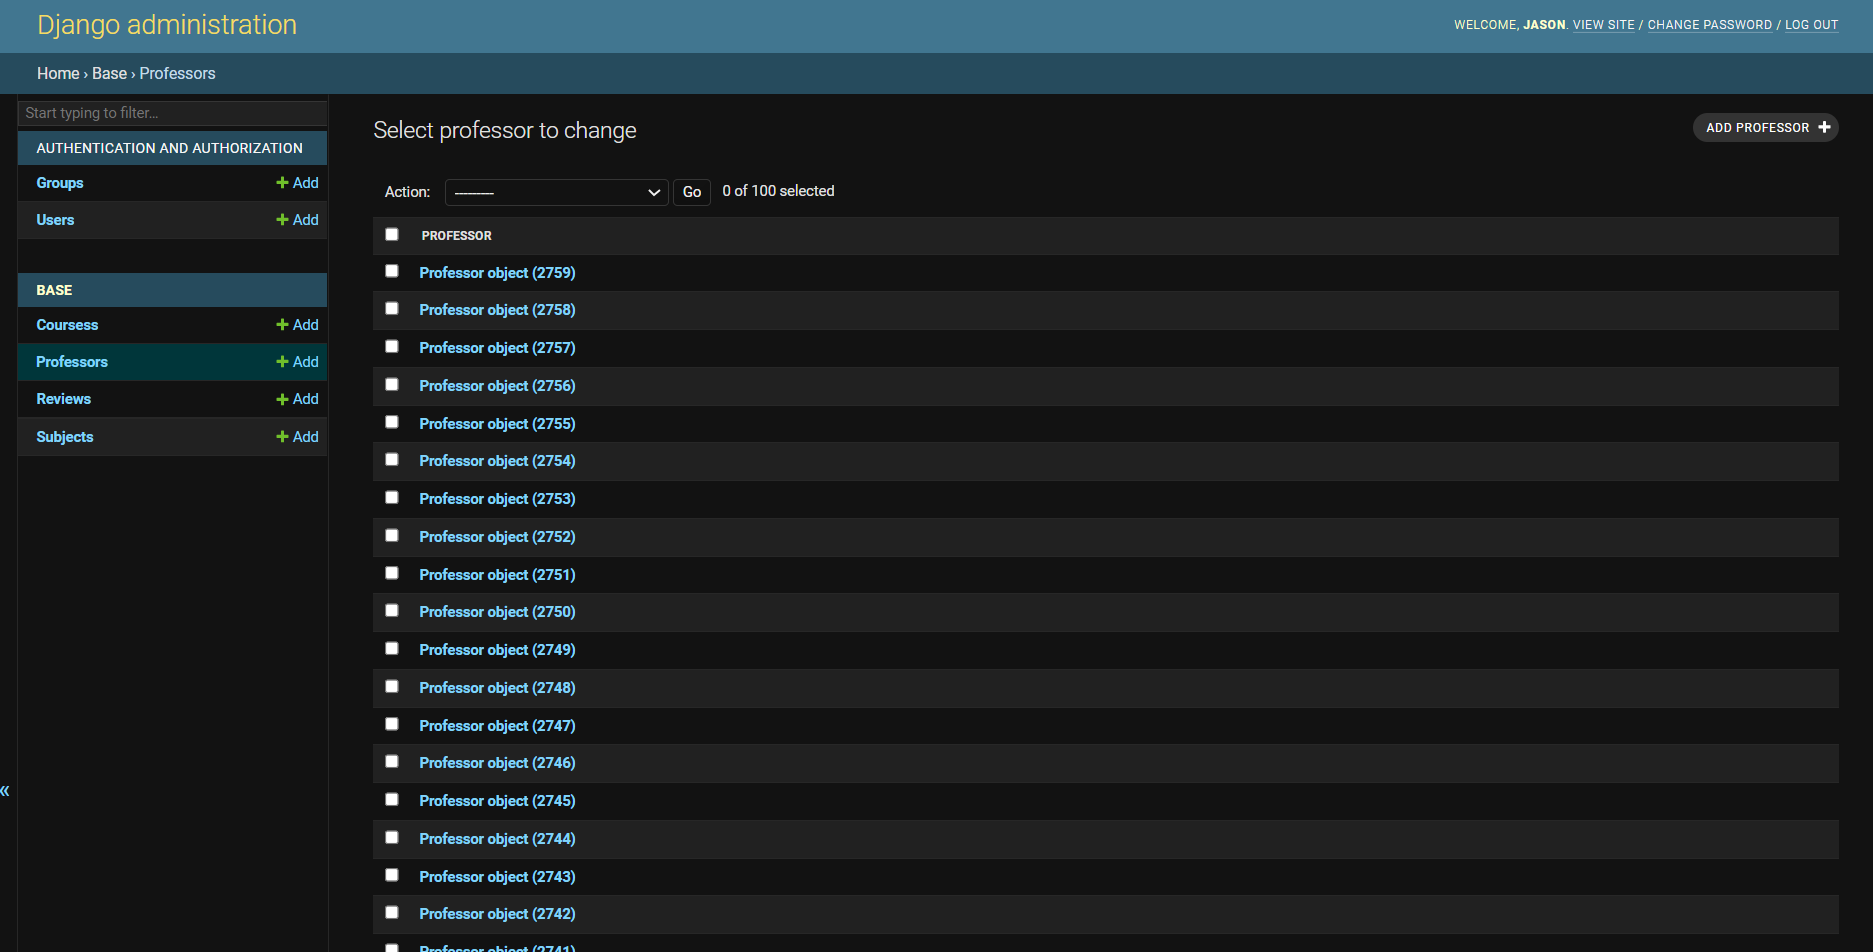 Django administration
WELCOME, JASON. VIEW SITE / CHANGE PASSWORD / LOG OUT
Home › Base › Professors
Start typing to filter...
AUTHENTICATION AND AUTHORIZATION
Groups + Add
Users + Add
BASE
Coursess + Add
Professors + Add
Reviews + Add
Subjects + Add
«
Select professor to change
ADD PROFESSOR +
Action: --------- Go 0 of 100 selected
PROFESSOR
Professor object (2759)
Professor object (2758)
Professor object (2757)
Professor object (2756)
Professor object (2755)
Professor object (2754)
Professor object (2753)
Professor object (2752)
Professor object (2751)
Professor object (2750)
Professor object (2749)
Professor object (2748)
Professor object (2747)
Professor object (2746)
Professor object (2745)
Professor object (2744)
Professor object (2743)
Professor object (2742)
Professor object (2741)